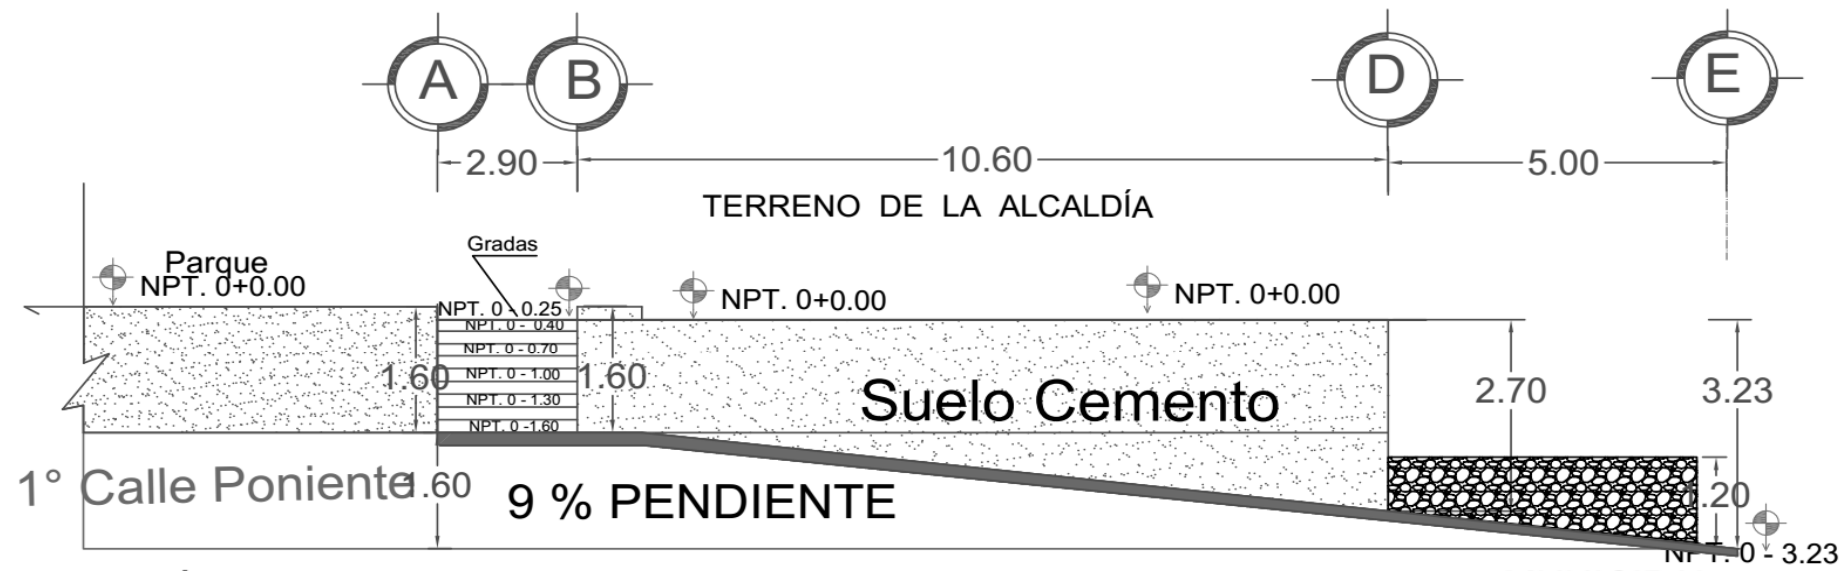 A B D E
2.90 10.60 5.00
TERRENO DE LA ALCALDÍA
Gradas
Parque
NPT. 0+0.00
NPT. 0 - 0.25
NPT. 0+0.00
NPT. 0+0.00
NPT. 0 - 0.40
NPT. 0 - 0.70
NPT. 0 - 1.00
NPT. 0 - 1.30
NPT. 0 -1.60
1.60
1.60
Suelo Cemento
2.70
3.23
1° Calle Poniente
1.60
9 % PENDIENTE
1.20
NPT. 0 - 3.23